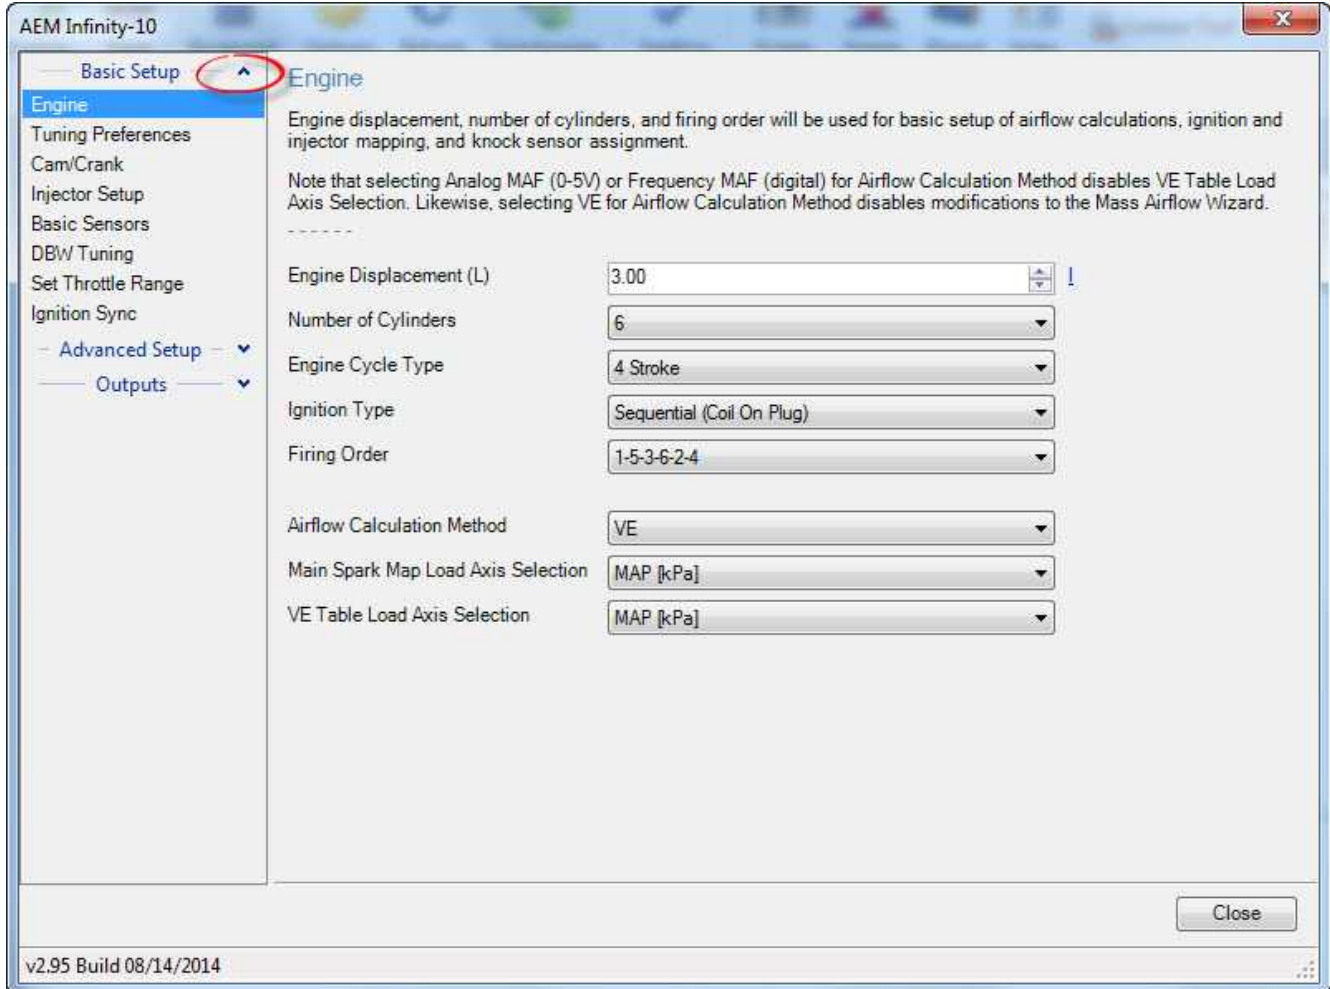 AEM Infinity-10
Basic Setup
Engine
Tuning Preferences
Cam/Crank
Injector Setup
Basic Sensors
DBW Tuning
Set Throttle Range
Ignition Sync
Advanced Setup
Outputs
Engine
Engine displacement, number of cylinders, and firing order will be used for basic setup of airflow calculations, ignition and
injector mapping, and knock sensor assignment.
Note that selecting Analog MAF (0-5V) or Frequency MAF (digital) for Airflow Calculation Method disables VE Table Load
Axis Selection. Likewise, selecting VE for Airflow Calculation Method disables modifications to the Mass Airflow Wizard.
- - - - - -
Engine Displacement (L) 3.00 l
Number of Cylinders 6
Engine Cycle Type 4 Stroke
Ignition Type Sequential (Coil On Plug)
Firing Order 1-5-3-6-2-4
Airflow Calculation Method VE
Main Spark Map Load Axis Selection MAP [kPa]
VE Table Load Axis Selection MAP [kPa]
Close
v2.95 Build 08/14/2014